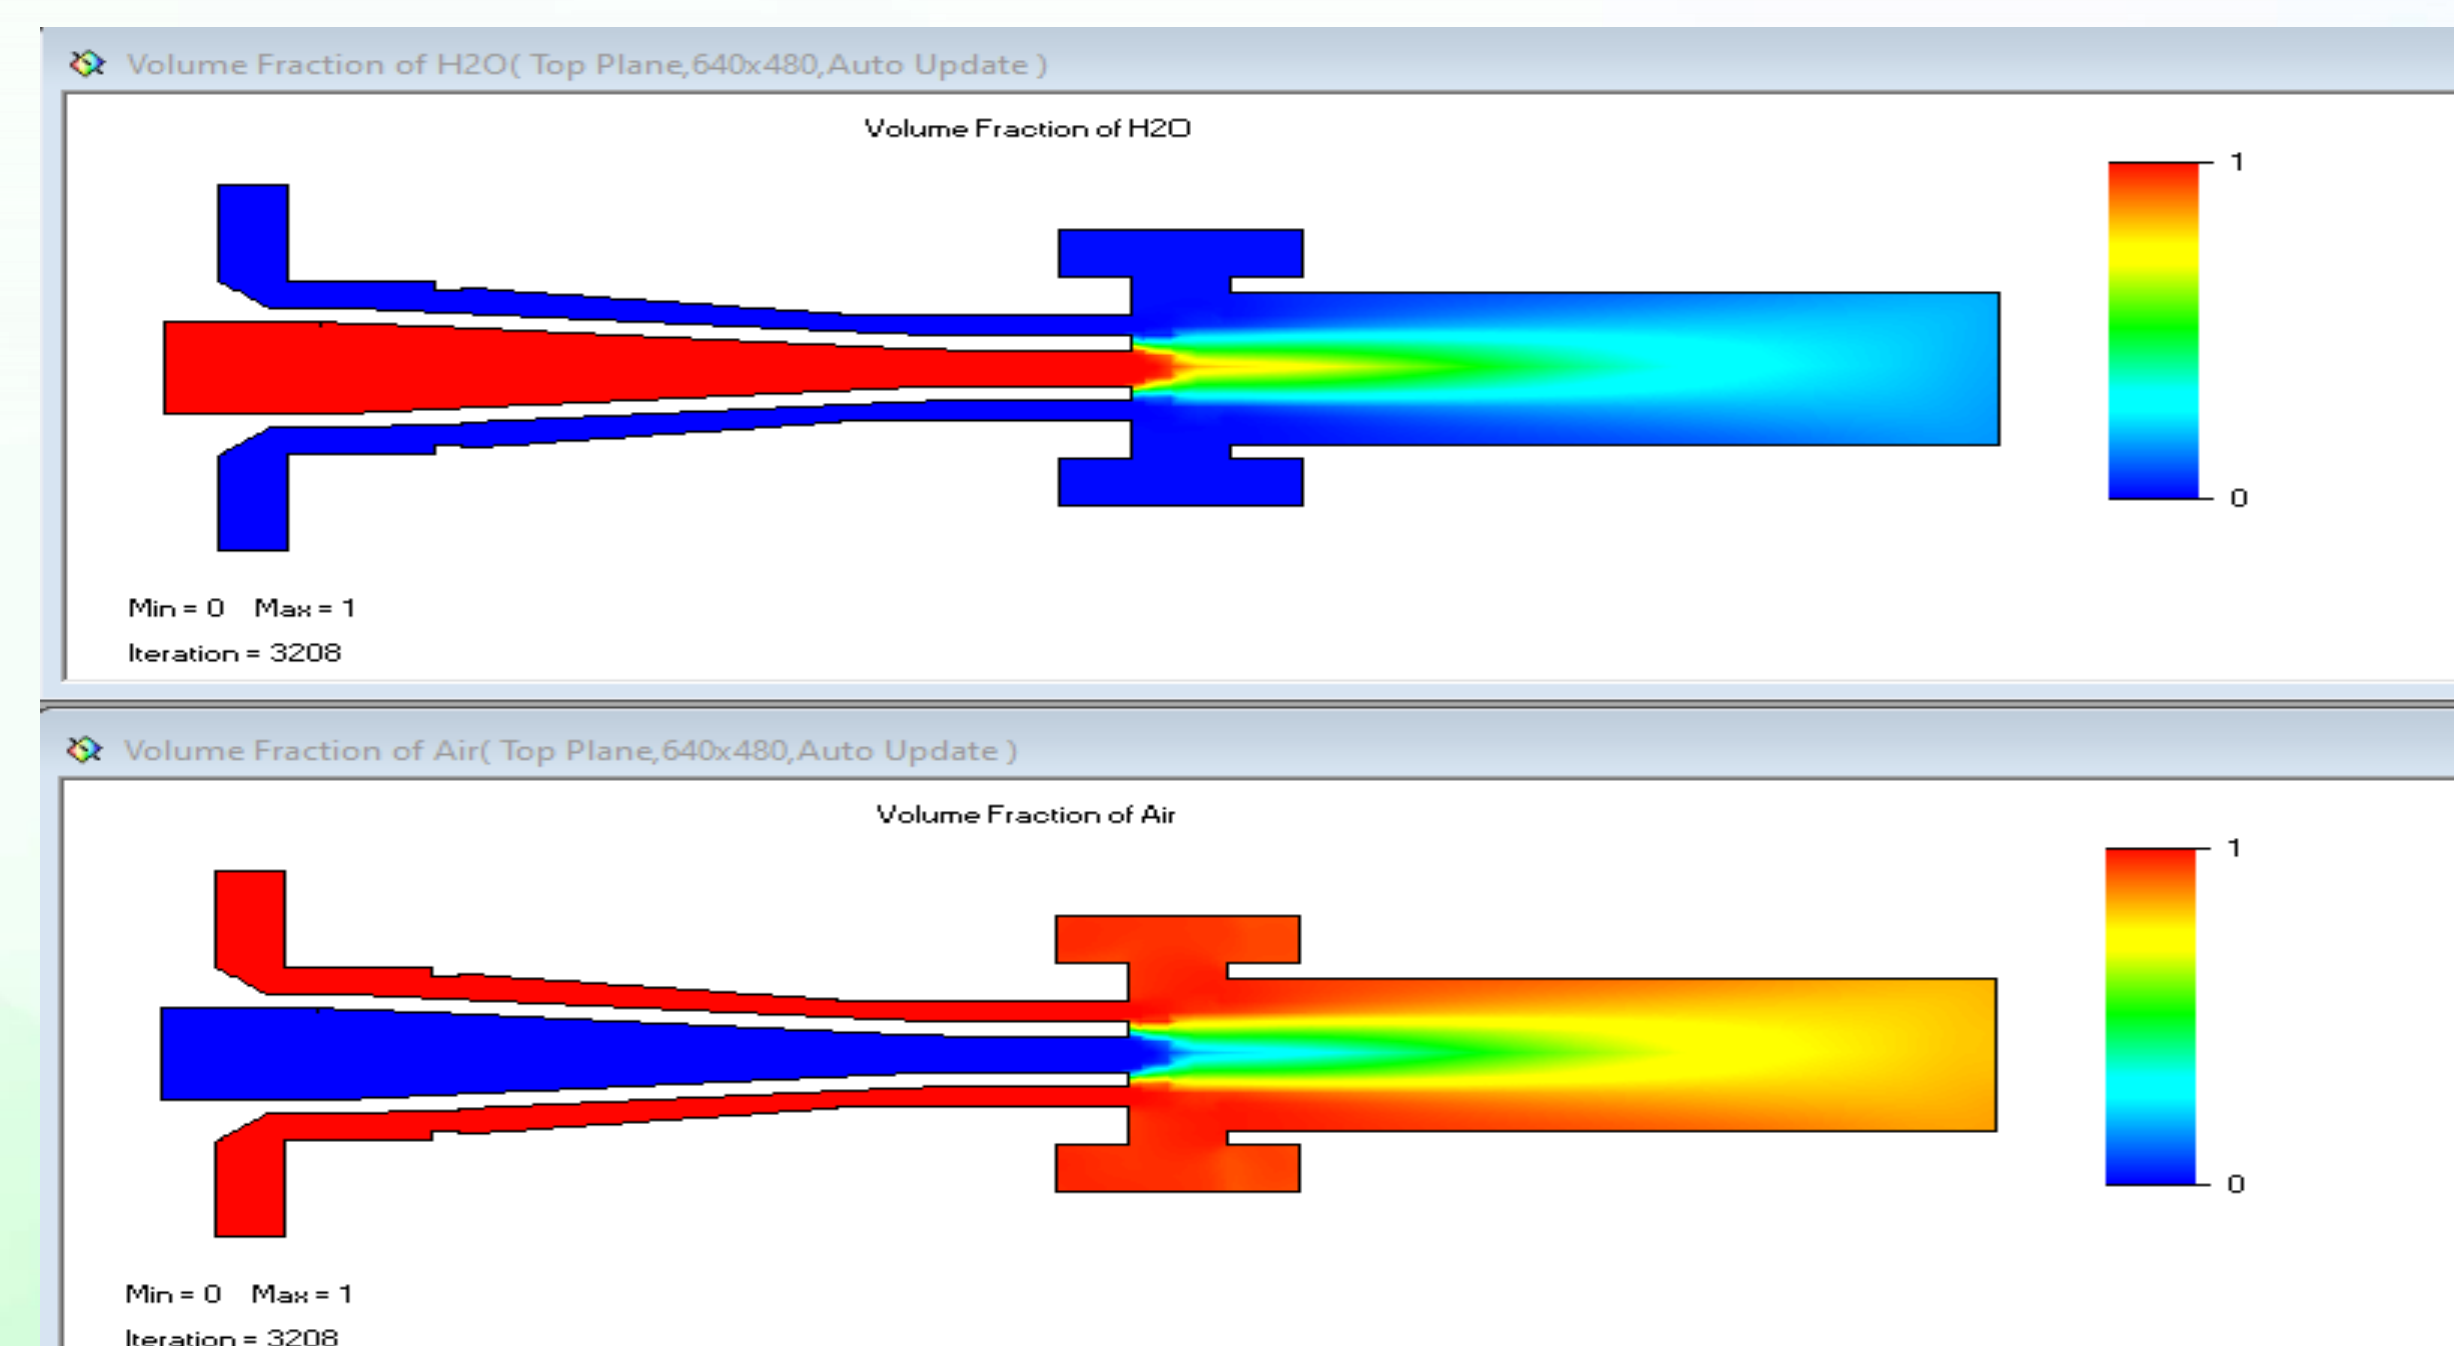 Volume Fraction of H2O( Top Plane,640x480,Auto Update )
Volume Fraction of H2O
1
0
Min = 0 Max = 1
Iteration = 3208
Volume Fraction of Air( Top Plane,640x480,Auto Update )
Volume Fraction of Air
1
0
Min = 0 Max = 1
Iteration = 3208